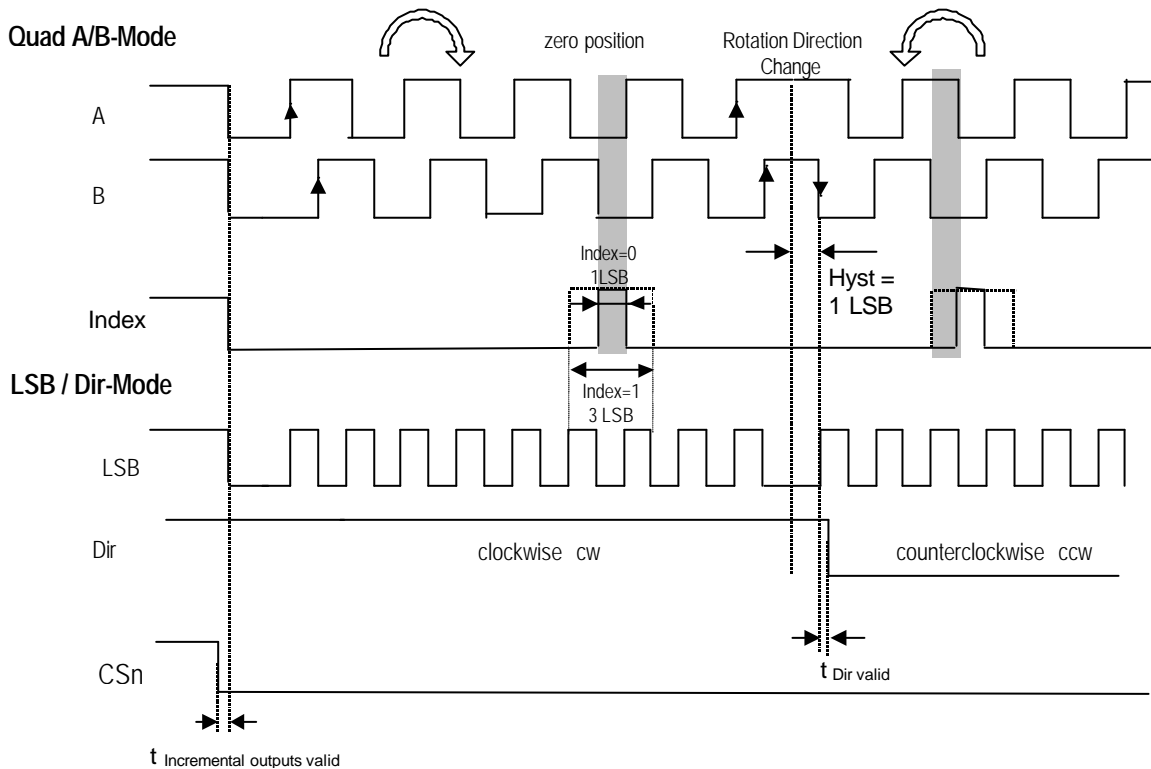 Quad A/B-Mode
zero position
Rotation Direction
Change
A
B
Index=0
1LSB
Hyst =
1 LSB
Index
LSB / Dir-Mode
Index=1
3 LSB
LSB
Dir
clockwise cw
counterclockwise ccw
CSn
t Dir valid
t Incremental outputs valid